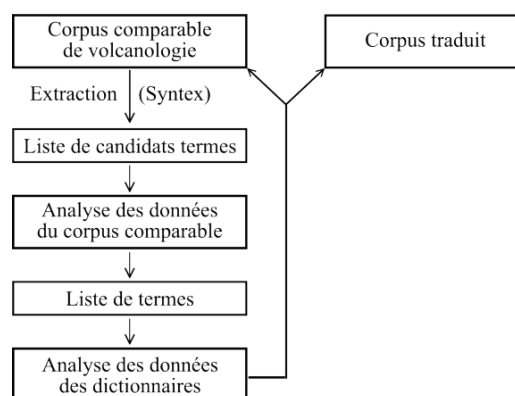 Corpus comparable
de volcanologie
Corpus traduit
Extraction (Syntex)
Liste de candidats termes
Analyse des données
du corpus comparable
Liste de termes
Analyse des données
des dictionnaires